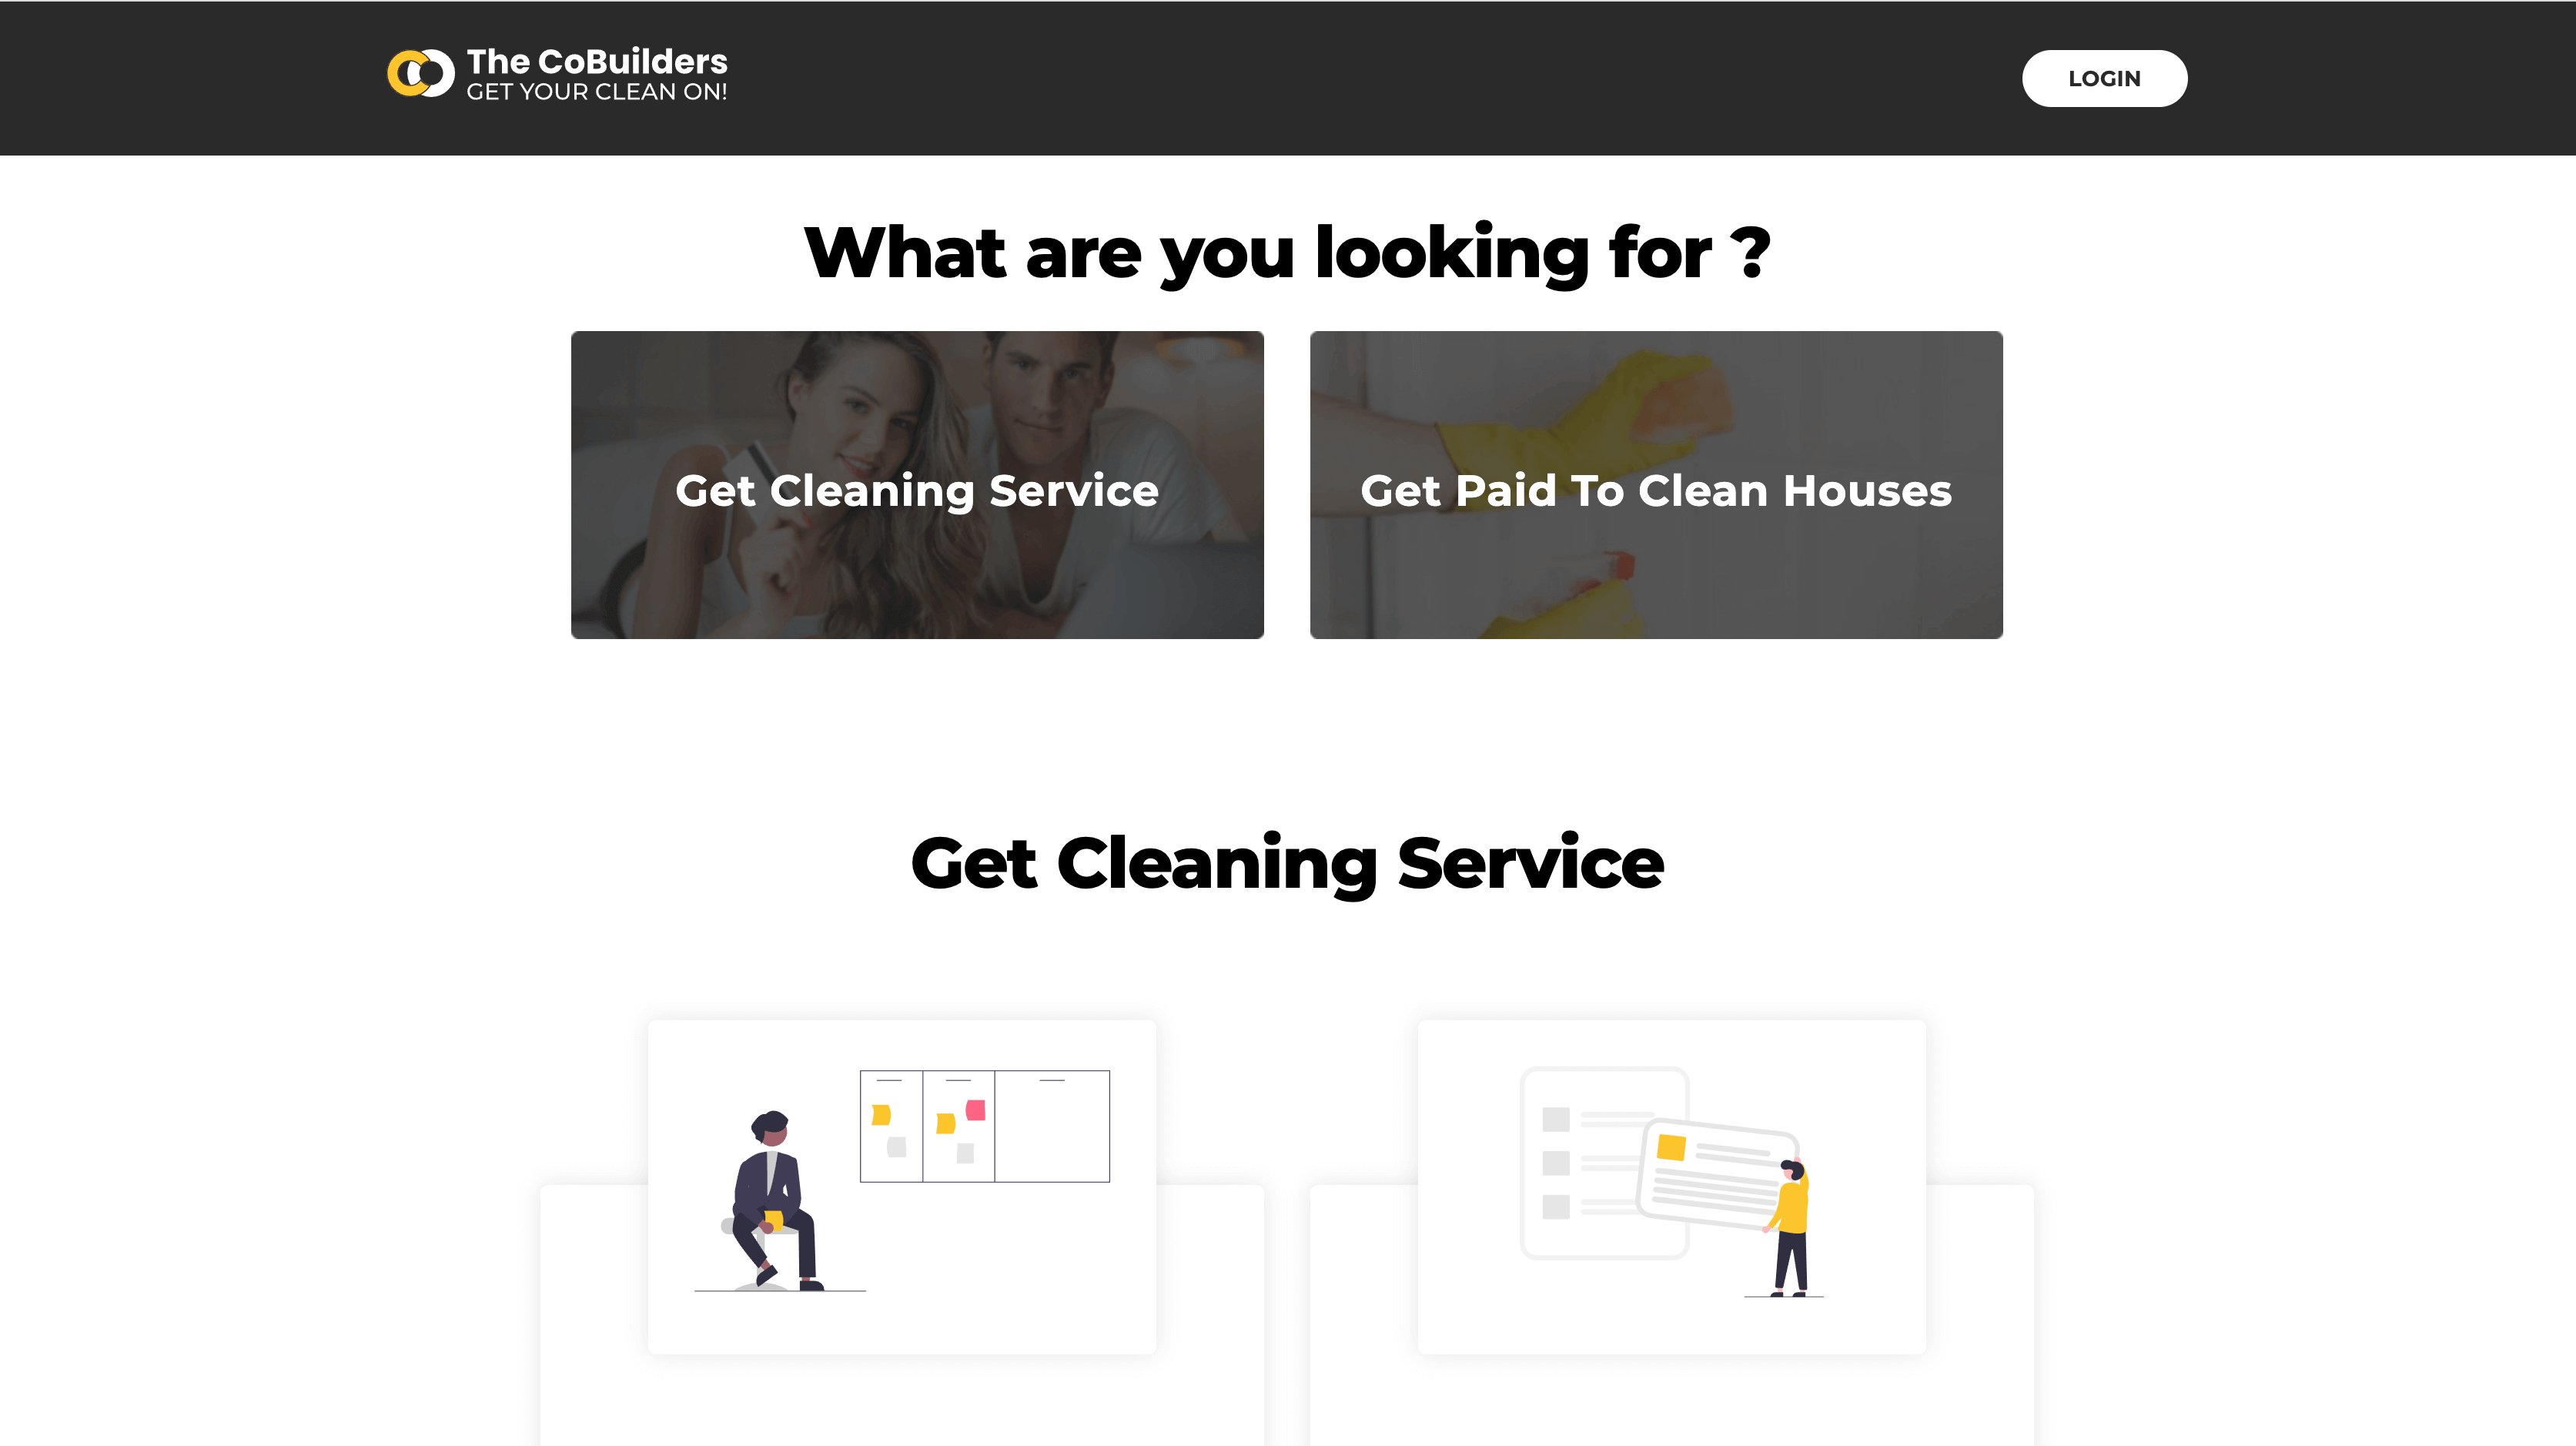 The CoBuilders
GET YOUR CLEAN ON!
LOGIN
What are you looking for ?
Get Cleaning Service
Get Paid To Clean Houses
Get Cleaning Service